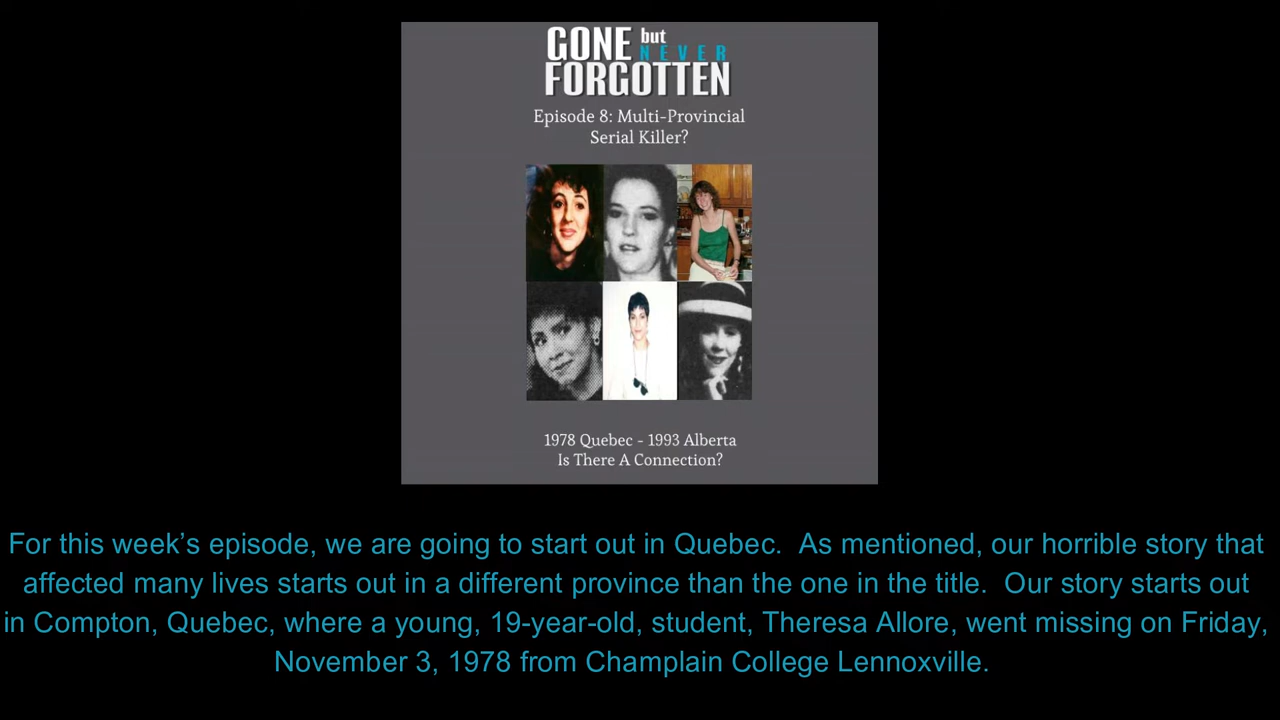 GONE but
NEVER
FORGOTTEN
Episode 8: Multi-Provincial
Serial Killer?
1978 Quebec - 1993 Alberta
Is There A Connection?
For this week’s episode, we are going to start out in Quebec.  As mentioned, our horrible story that
affected many lives starts out in a different province than the one in the title.  Our story starts out
in Compton, Quebec, where a young, 19-year-old, student, Theresa Allore, went missing on Friday,
November 3, 1978 from Champlain College Lennoxville.